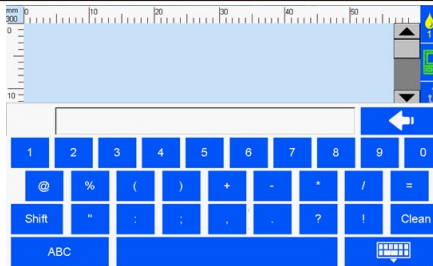 mm 0 10 20 30 40 50
300
0
10
1 2 3 4 5 6 7 8 9 0
@ % ( ) + - * / =
Shift " : ; , . ? ! Clean
ABC